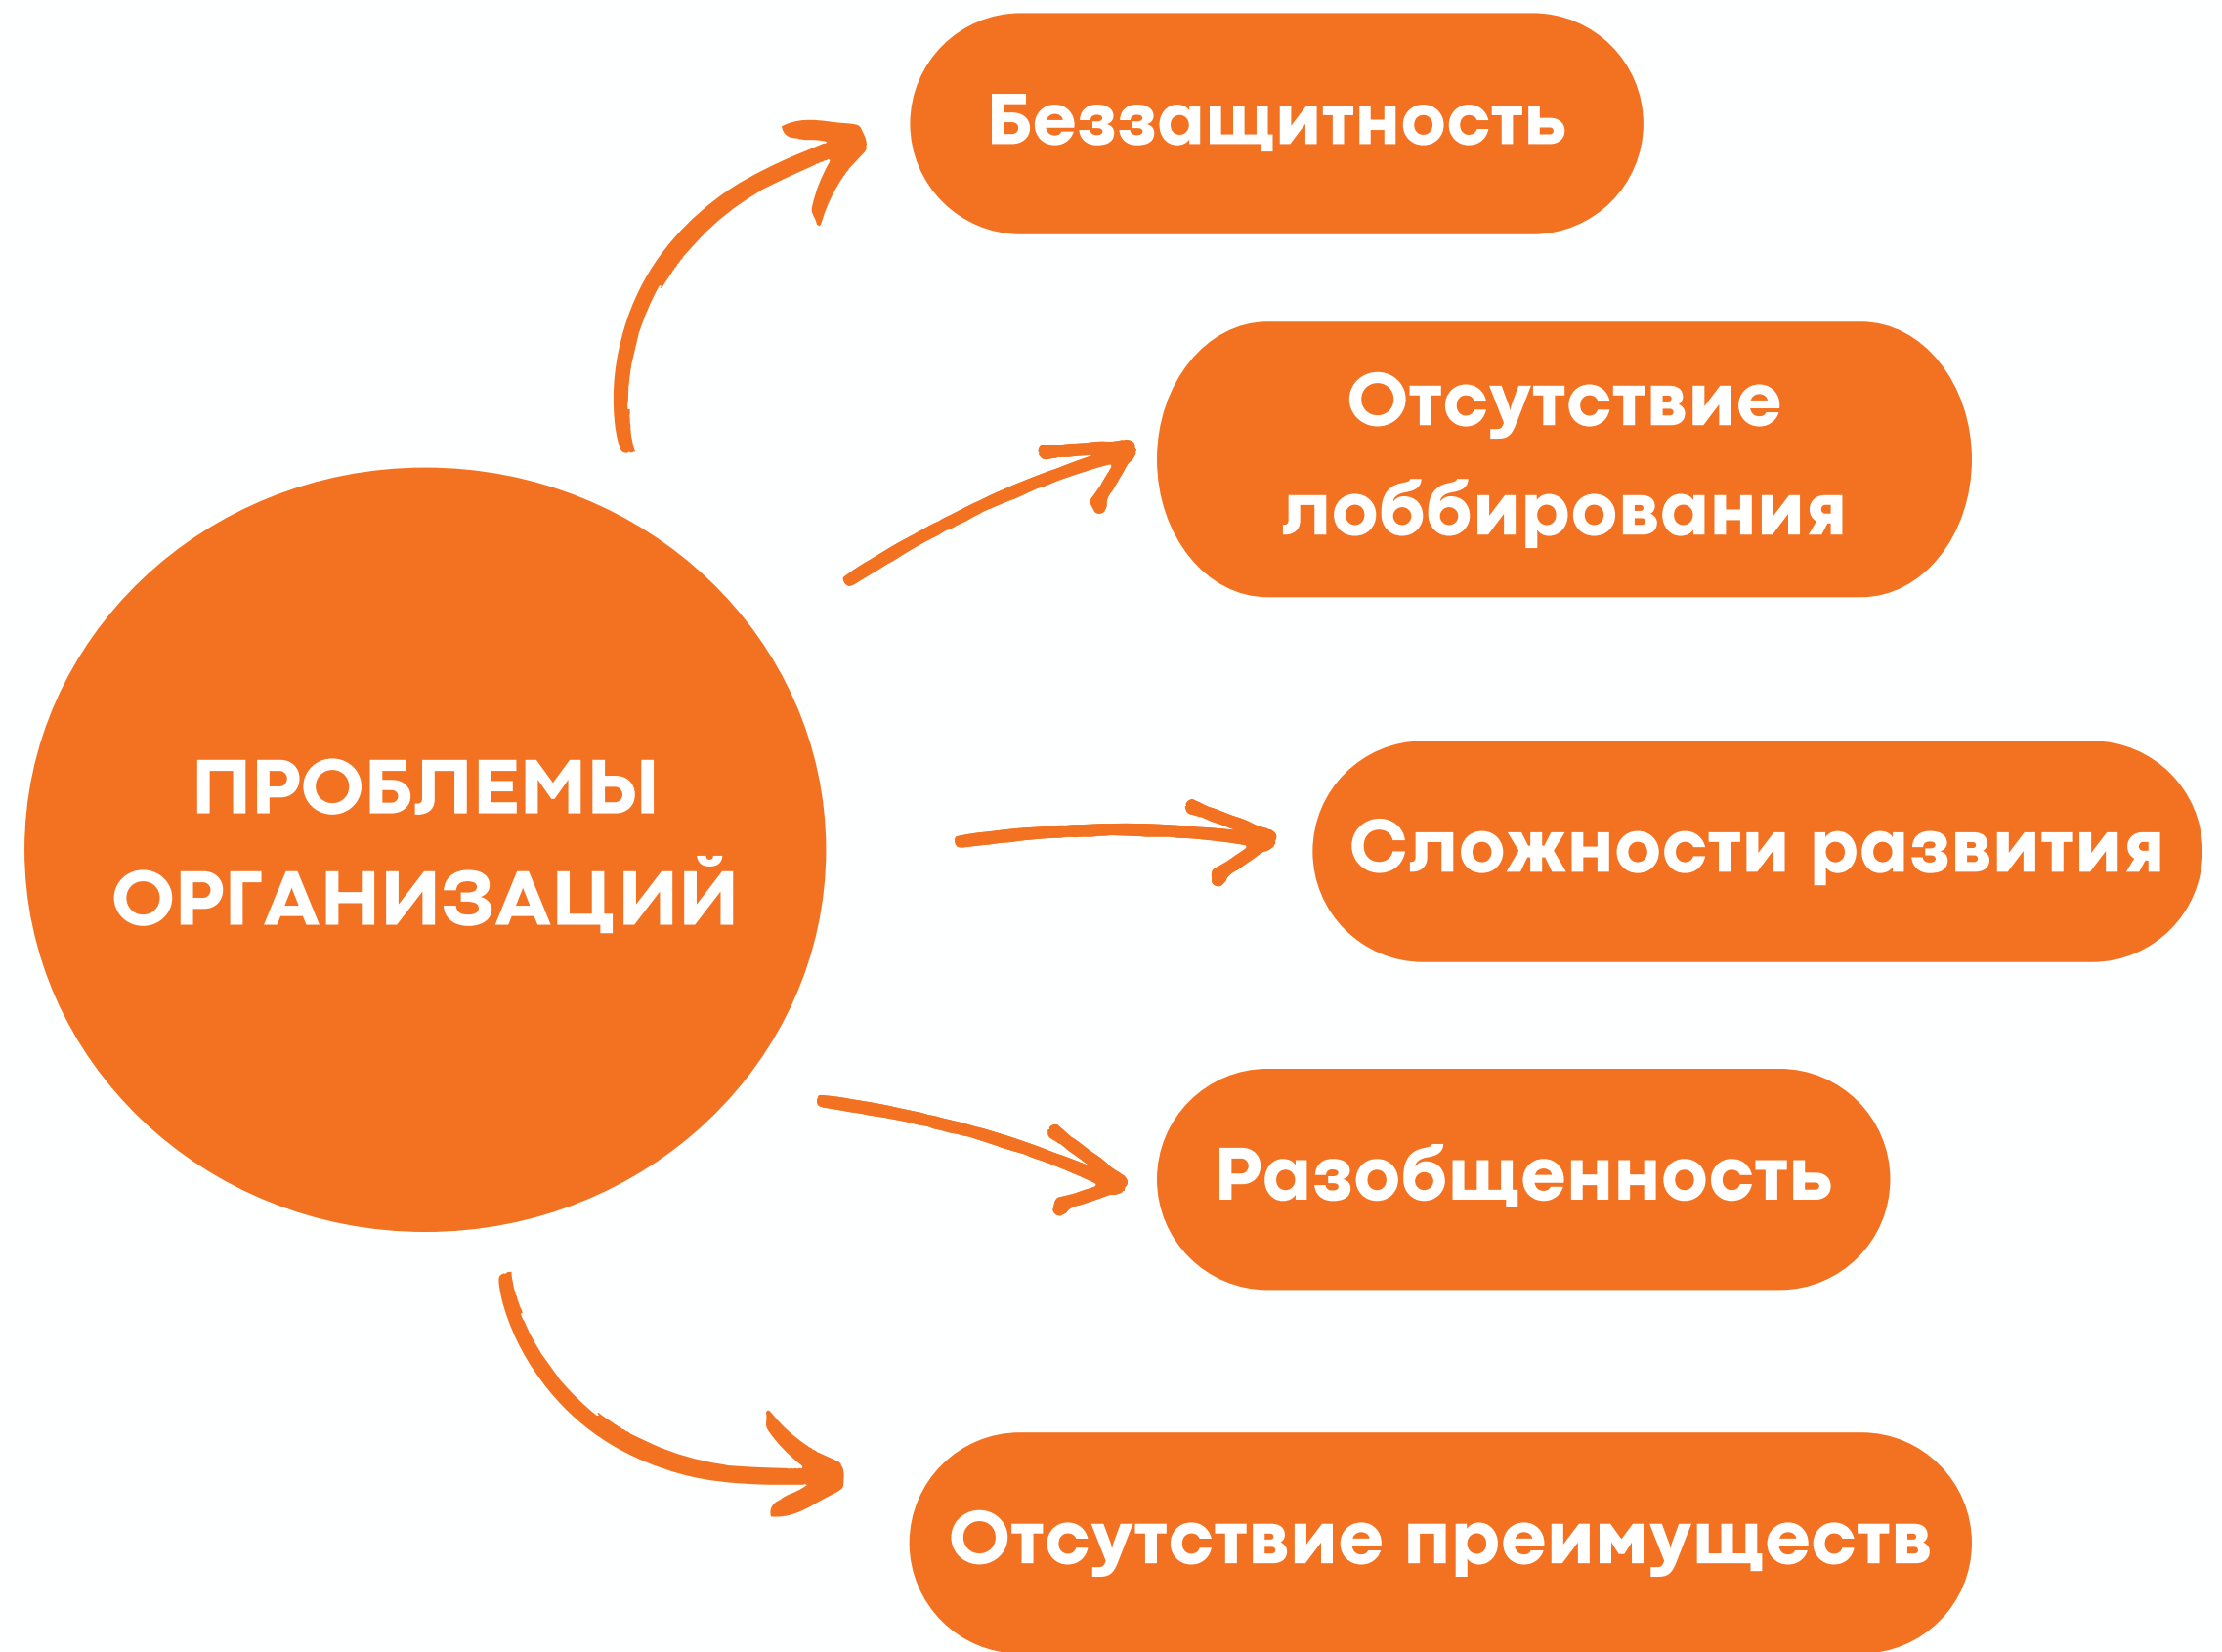 Беззащитность
Отсутствие
лоббирования
ПРОБЛЕМЫ
ОРГАНИЗАЦИЙ
Сложности развития
Разобщенность
Отсутствие преимуществ